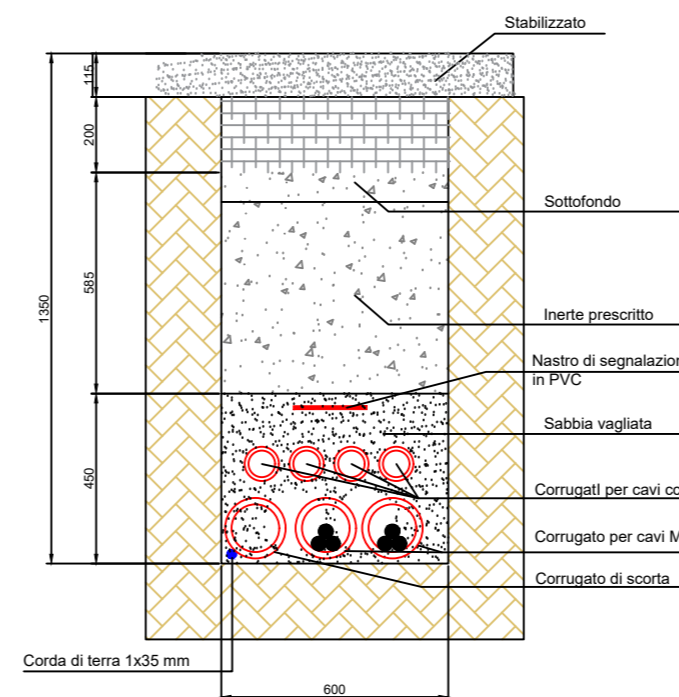 Stabilizzato
115
200
Sottofondo
585
1350
Inerte prescritto
Nastro di segnalazion
in PVC
Sabbia vagliata
450
Corrugatl per cavi co
Corrugato per cavi M
Corrugato di scorta
Corda di terra 1x35 mm
600